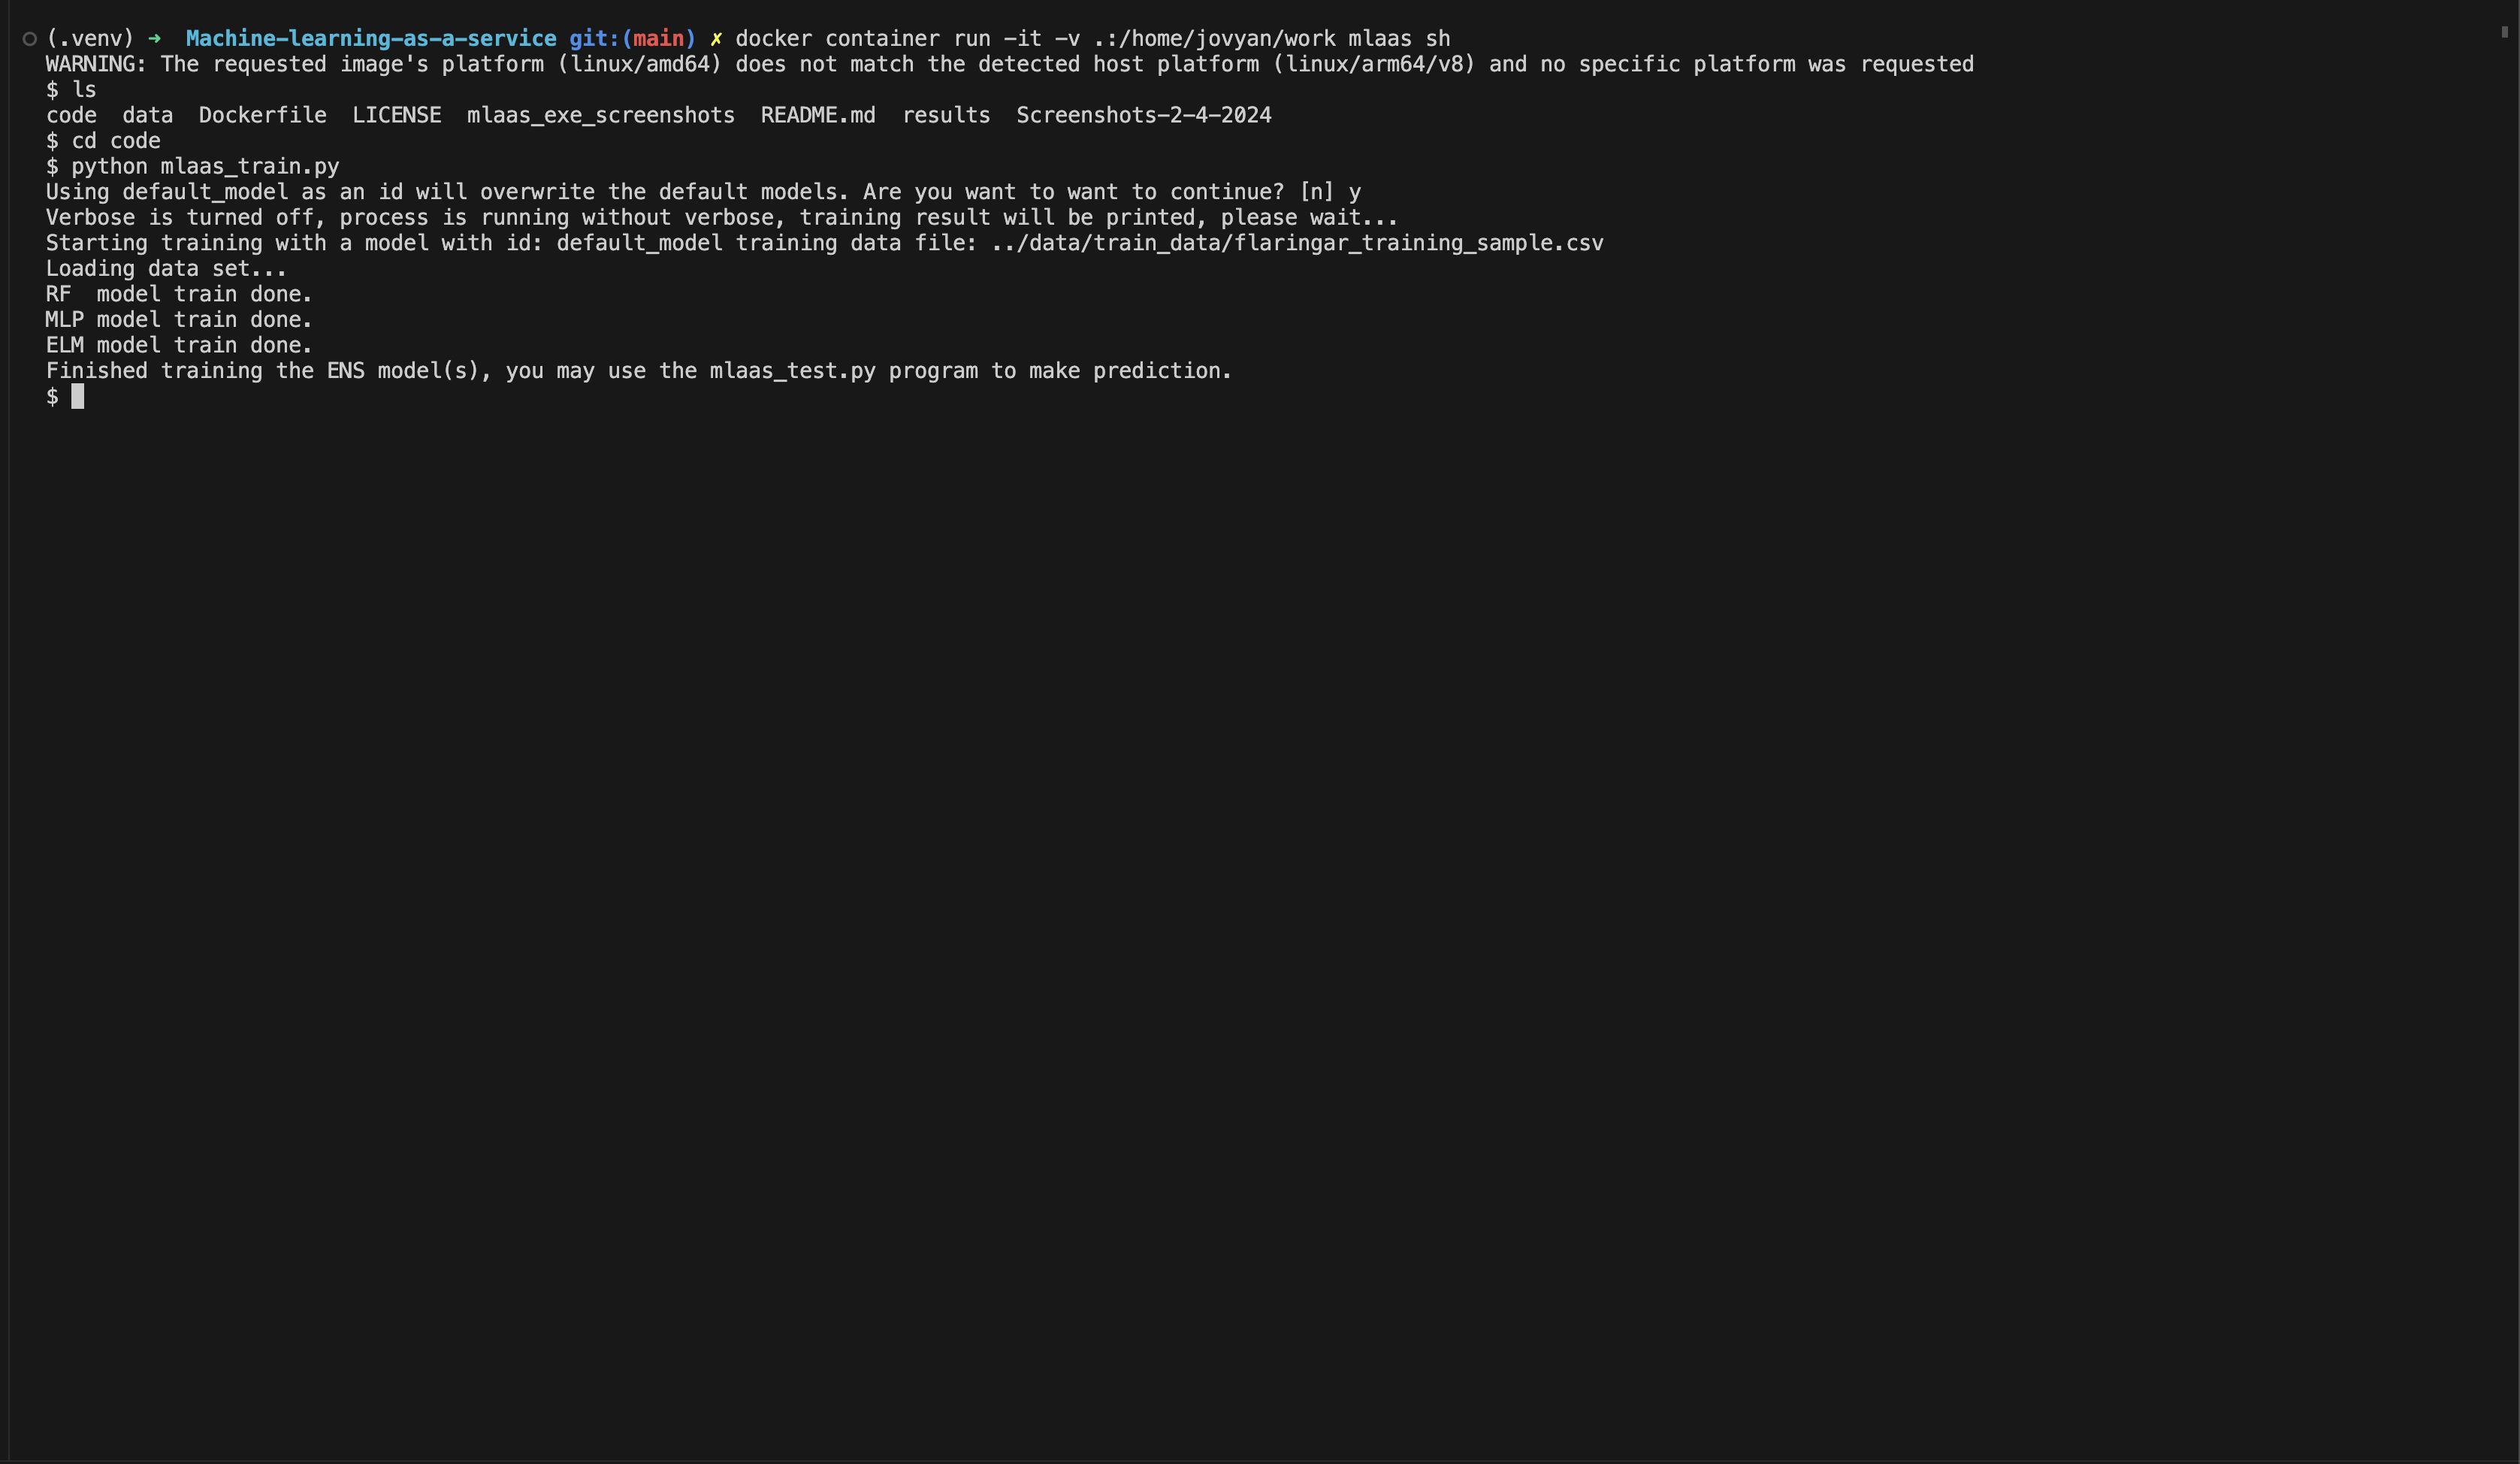 (.venv) ➜  Machine-learning-as-a-service git:(main) ✗ docker container run -it -v .:/home/jovyan/work mlaas sh
WARNING: The requested image's platform (linux/amd64) does not match the detected host platform (linux/arm64/v8) and no specific platform was requested
$ ls
code  data  Dockerfile  LICENSE  mlaas_exe_screenshots  README.md  results  Screenshots-2-4-2024
$ cd code
$ python mlaas_train.py
Using default_model as an id will overwrite the default models. Are you want to want to continue? [n] y
Verbose is turned off, process is running without verbose, training result will be printed, please wait...
Starting training with a model with id: default_model training data file: ../data/train_data/flaringar_training_sample.csv
Loading data set...
RF  model train done.
MLP model train done.
ELM model train done.
Finished training the ENS model(s), you may use the mlaas_test.py program to make prediction.
$